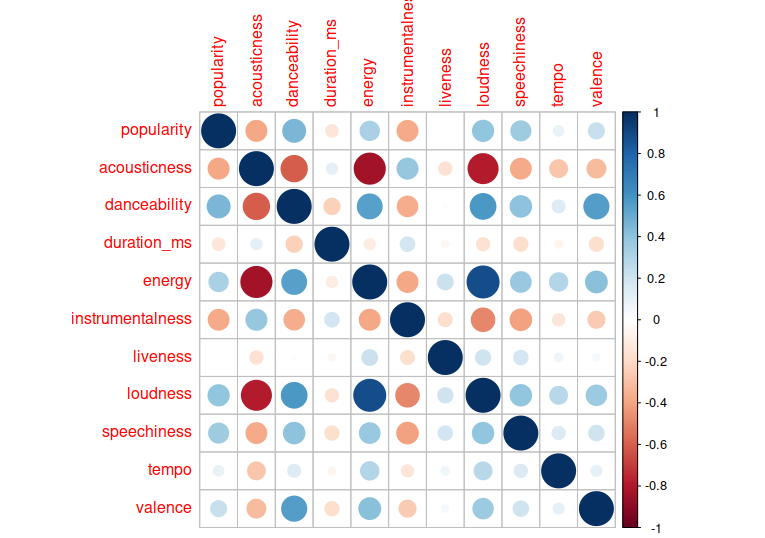 popularity
acousticness
danceability
duration_ms
energy
instrumentalnes
liveness
loudness
speechiness
tempo
valence
popularity
acousticness
danceability
duration_ms
energy
instrumentalness
liveness
loudness
speechiness
tempo
valence
1
0.8
0.6
0.4
0.2
0
-0.2
-0.4
-0.6
-0.8
-1